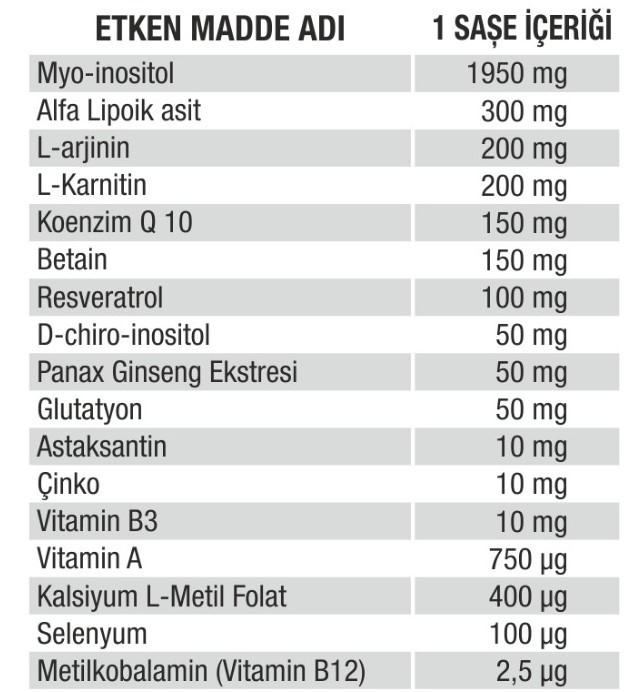 ETKEN MADDE ADI 1 SAŞE İÇERİĞİ
Myo-inositol 1950 mg
Alfa Lipoik asit 300 mg
L-arjinin 200 mg
L-Karnitin 200 mg
Koenzim Q 10 150 mg
Betain 150 mg
Resveratrol 100 mg
D-chiro-inositol 50 mg
Panax Ginseng Ekstresi 50 mg
Glutatyon 50 mg
Astaksantin 10 mg
Çinko 10 mg
Vitamin B3 10 mg
Vitamin A 750 µg
Kalsiyum L-Metil Folat 400 µg
Selenyum 100 µg
Metilkobalamin (Vitamin B12) 2,5 µg